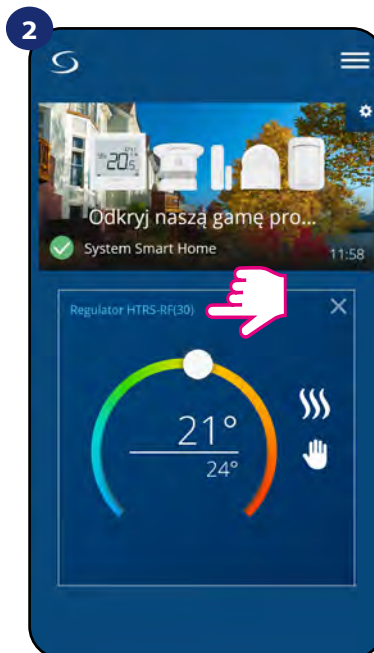 2
Odkryj naszą gamę pro...
System Smart Home
11:58
Regulator HTRS-RF(30)
21°
24°